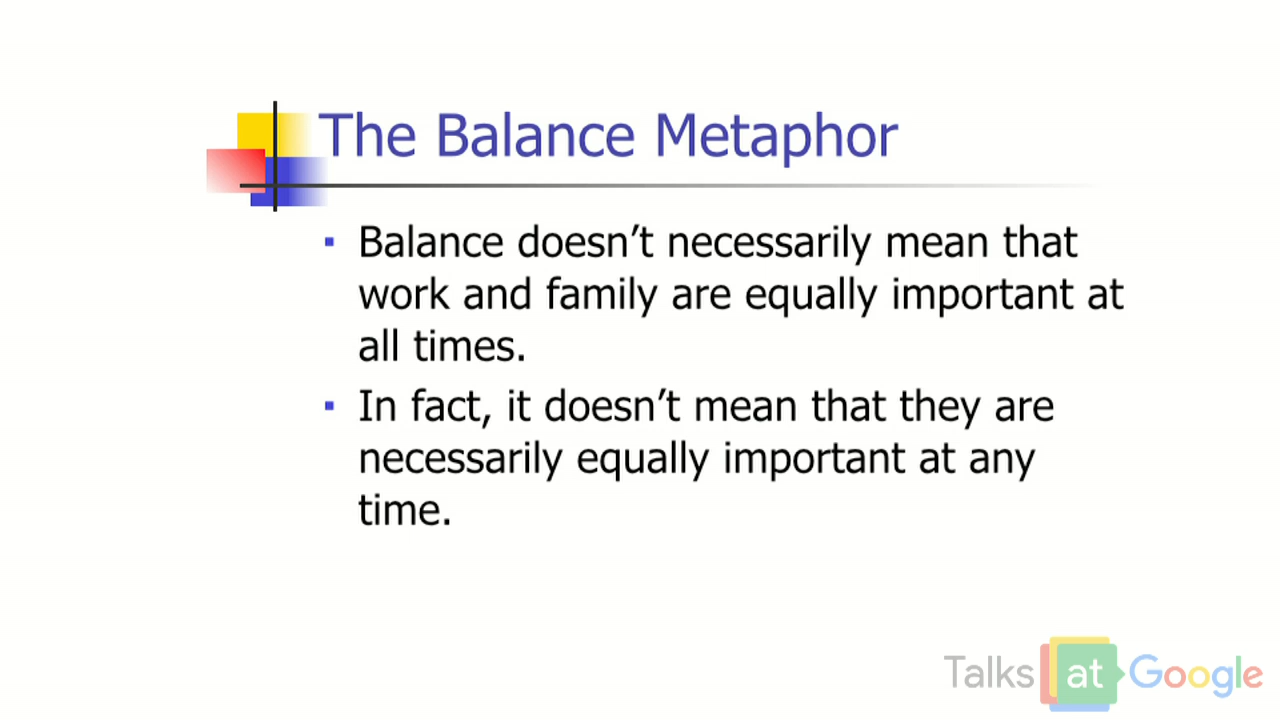 The Balance Metaphor
▪ Balance doesn’t necessarily mean that
work and family are equally important at
all times.
▪ In fact, it doesn’t mean that they are
necessarily equally important at any
time.
Talks at Google